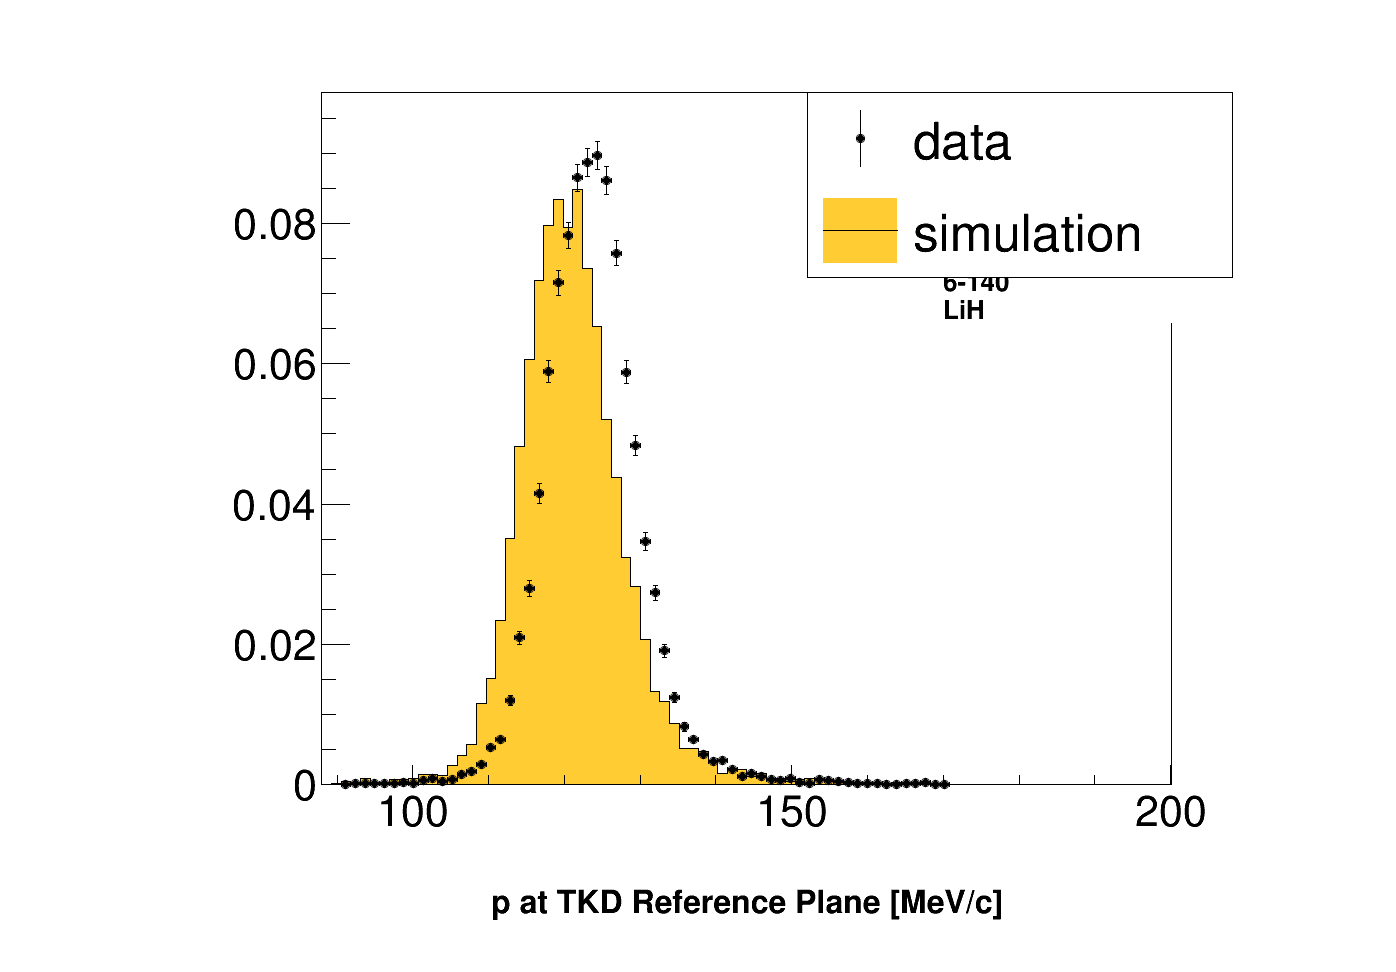 data
simulation
6-140
LiH
0.08
0.06
0.04
0.02
0
100
150
200
p at TKD Reference Plane [MeV/c]